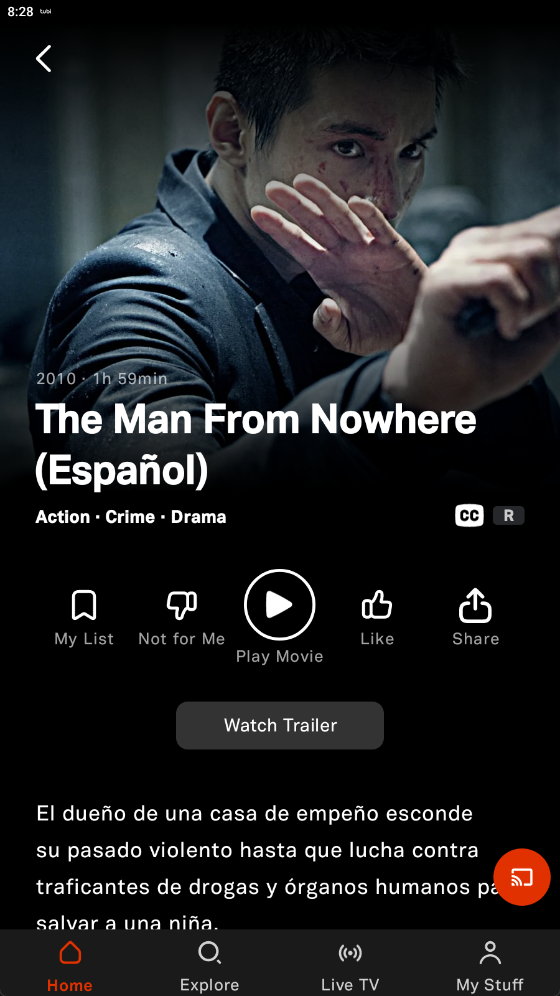 8:28 tubi
2010 · 1h 59min
The Man From Nowhere
(Español)
Action · Crime · Drama
CC R
My List
Not for Me
Play Movie
Like
Share
Watch Trailer
El dueño de una casa de empeño esconde
su pasado violento hasta que lucha contra
traficantes de drogas y órganos humanos
salvar a una niña.
Home
Explore
Live TV
My Stuff